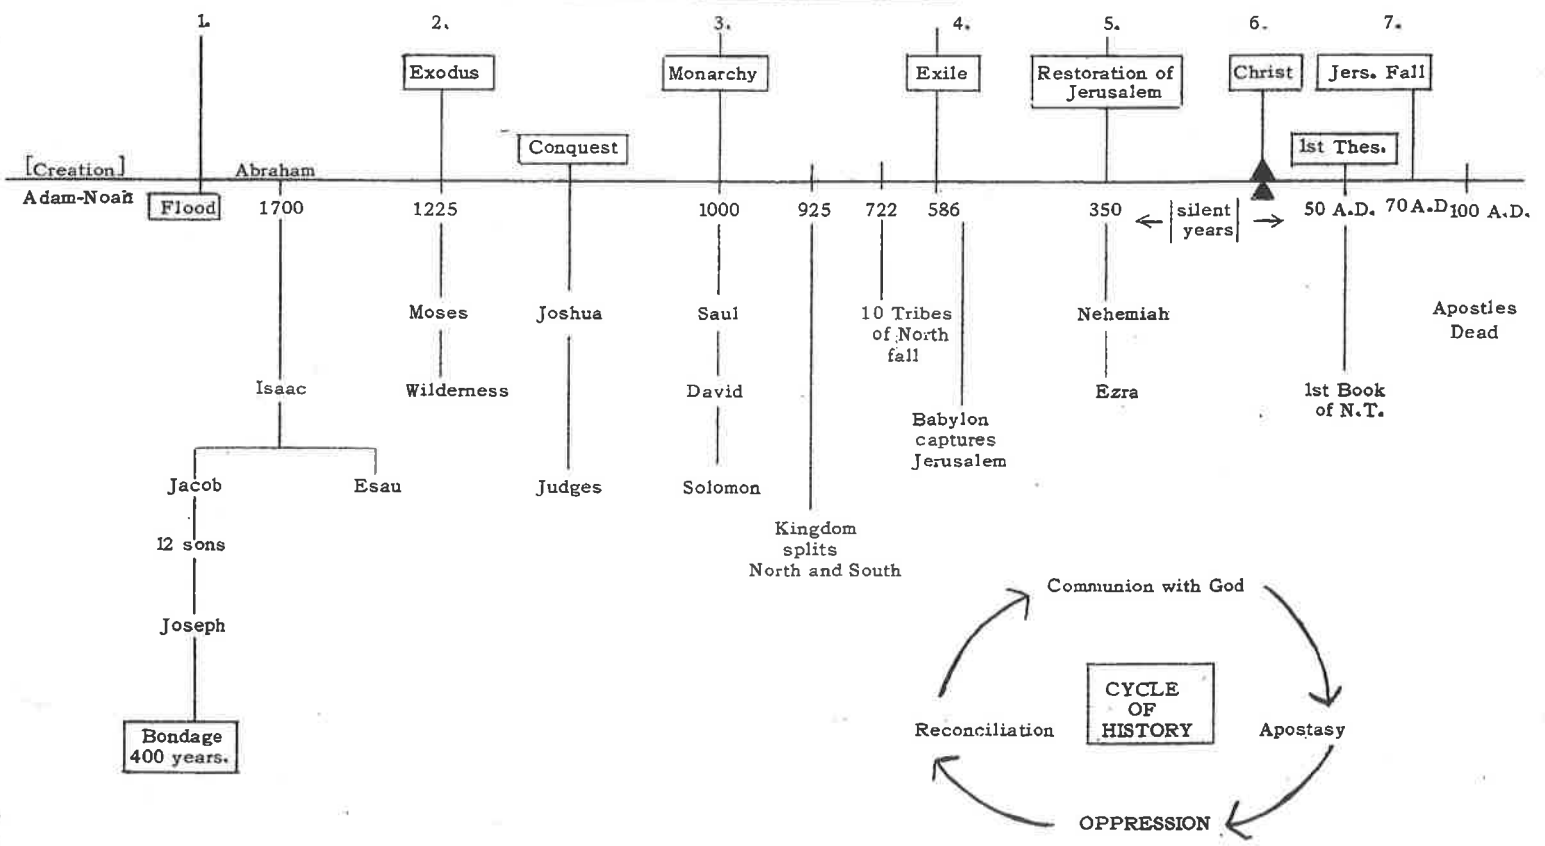 1.
2.
3.
4.
5.
6.
7.
Exodus
Monarchy
Exile
Restoration of
Jerusalem
Christ
Jers. Fall
Conquest
1st Thes.
[Creation]
Abraham
Adam-Noah
Flood
1700
1225
1000
925
722
586
350
silent
years
50 A.D.
70 A.D
100 A.D.
Moses
Joshua
Saul
10 Tribes
of North
fall
Nehemiah
Apostles
Dead
Isaac
Wilderness
David
Ezra
1st Book
of N.T.
Babylon
captures
Jerusalem
Jacob
Esau
Judges
Solomon
12 sons
Kingdom
splits
North and South
Joseph
Bondage
400 years.
Communion with God
CYCLE
OF
HISTORY
Reconciliation
Apostasy
OPPRESSION